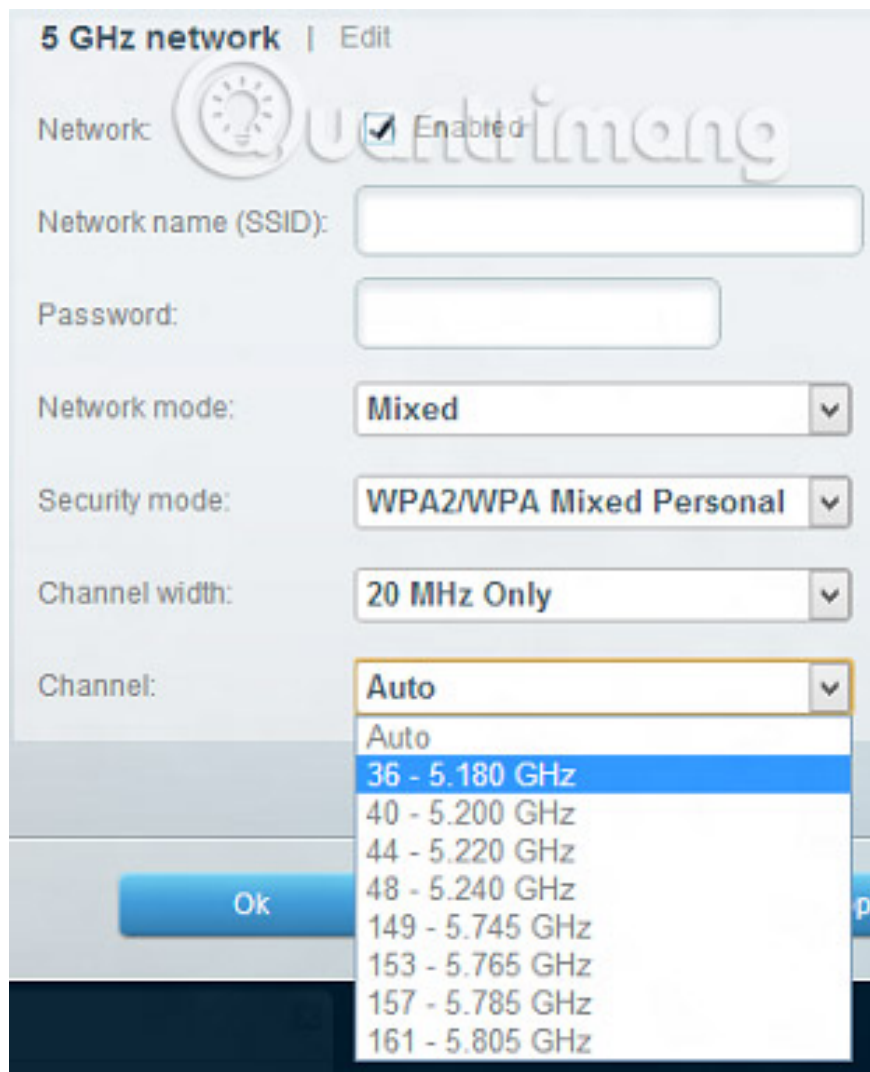 5 GHz network | Edit
Quantrimang
Network: Enabled
Network name (SSID):
Password:
Network mode: Mixed
Security mode: WPA2/WPA Mixed Personal
Channel width: 20 MHz Only
Channel: Auto
Auto
36 - 5.180 GHz
40 - 5.200 GHz
44 - 5.220 GHz
48 - 5.240 GHz
Ok
149 - 5.745 GHz
153 - 5.765 GHz
157 - 5.785 GHz
161 - 5.805 GHz